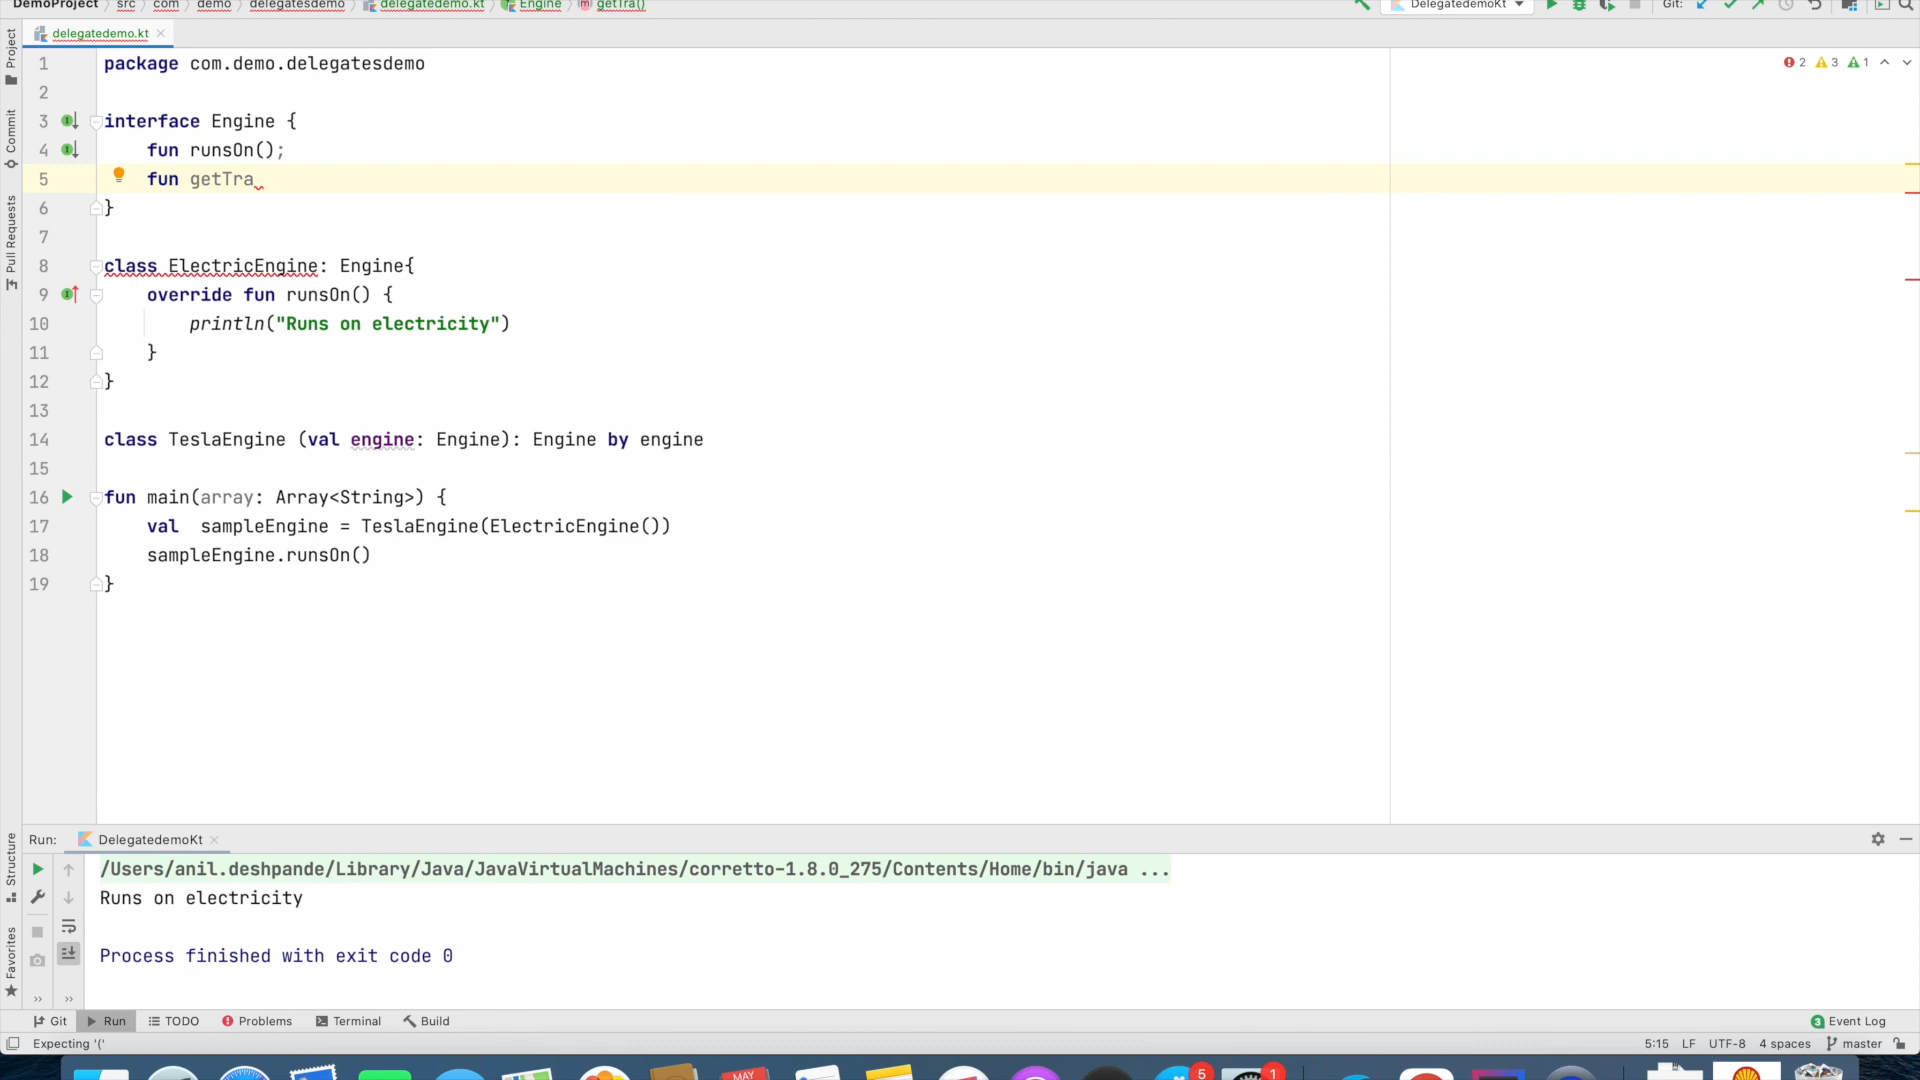 DemoProject src com demo delegatesdemo delegatedemo.kt Engine getTra() DelegatedemoKt Git:
delegatedemo.kt
2 3 1
1 package com.demo.delegatesdemo
2
3 interface Engine {
4 fun runsOn();
5 fun getTra
6 }
7
8 class ElectricEngine: Engine{
9 override fun runsOn() {
10 println("Runs on electricity")
11 }
12 }
13
14 class TeslaEngine (val engine: Engine): Engine by engine
15
16 fun main(array: Array<String>) {
17 val  sampleEngine = TeslaEngine(ElectricEngine())
18 sampleEngine.runsOn()
19 }
Project
Commit
Pull Requests
Structure
Favorites
Run: DelegatedemoKt
/Users/anil.deshpande/Library/Java/JavaVirtualMachines/corretto-1.8.0_275/Contents/Home/bin/java ...
Runs on electricity
Process finished with exit code 0
Git Run TODO Problems Terminal Build 3 Event Log
Expecting '(' 5:15 LF UTF-8 4 spaces master
MAY 5 1